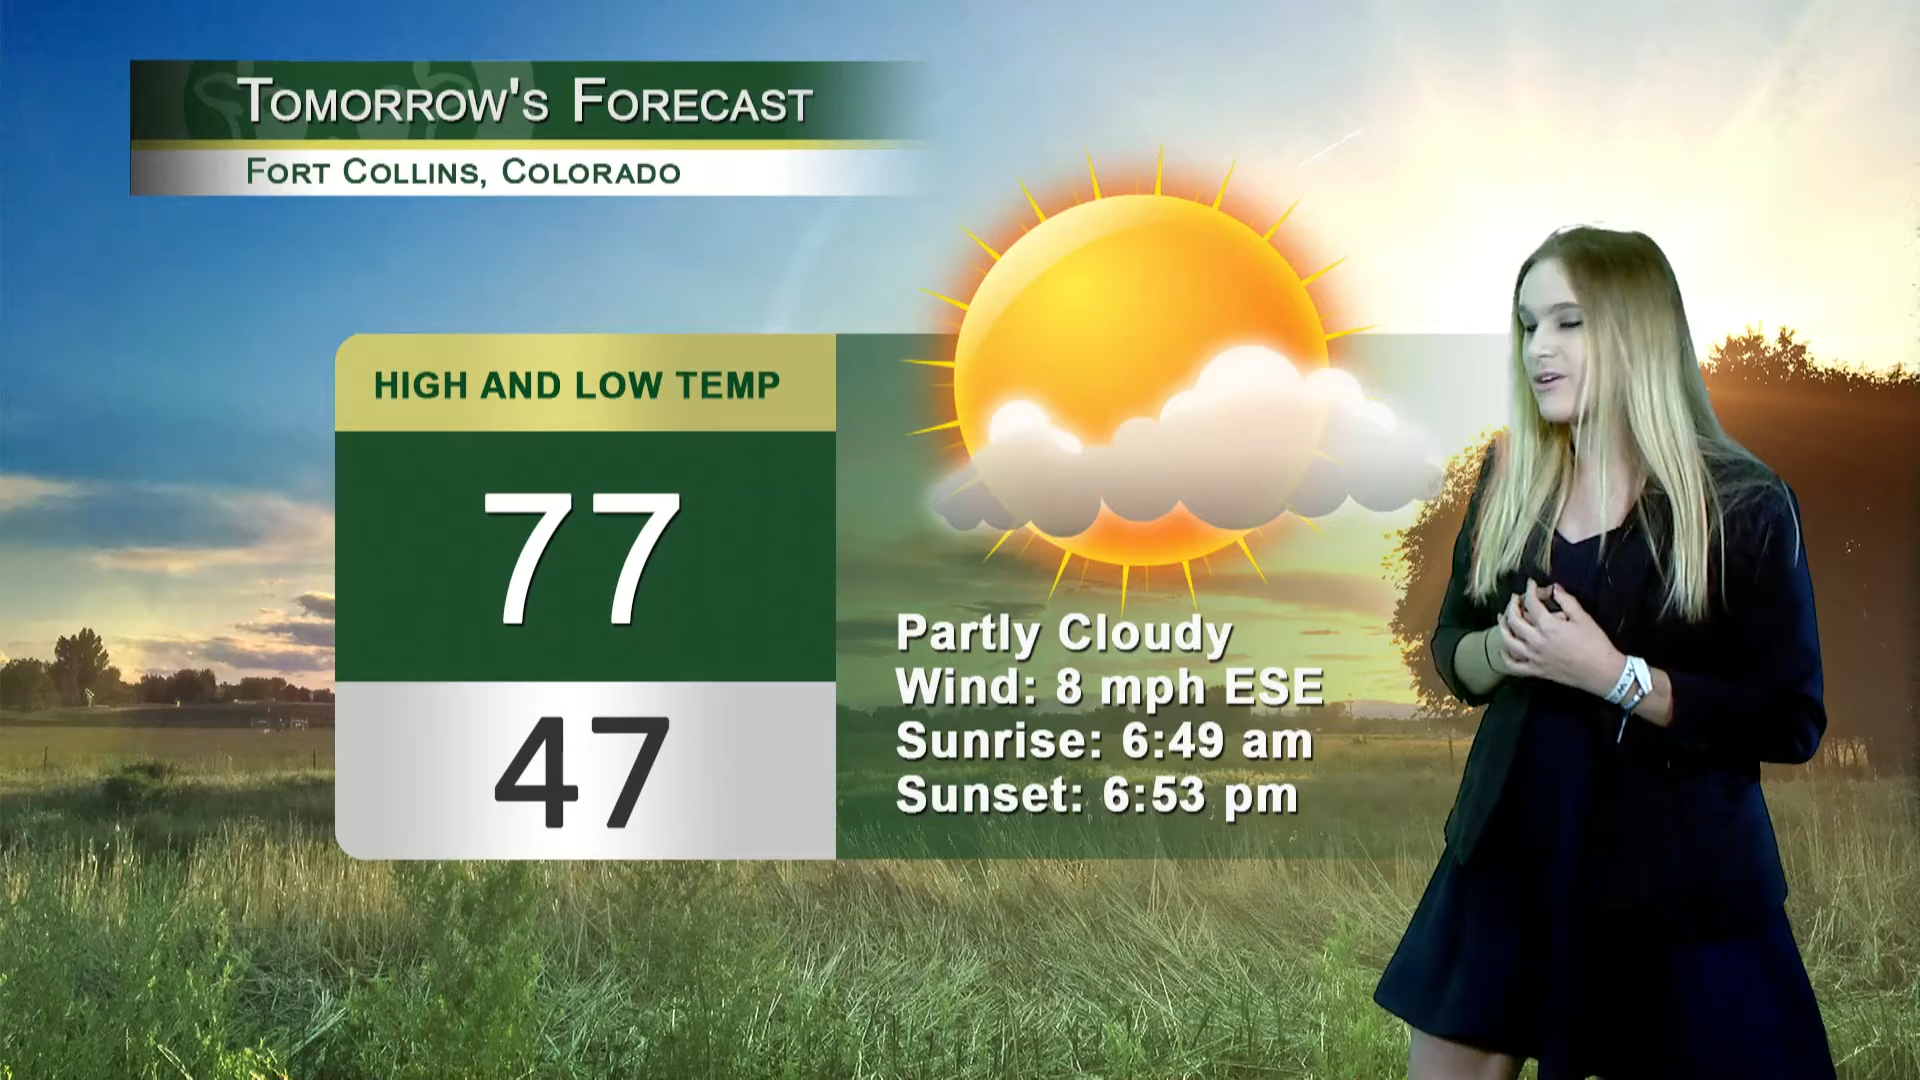 Tomorrow's Forecast
Fort Collins, Colorado
HIGH AND LOW TEMP
77
47
Partly Cloudy
Wind: 8 mph ESE
Sunrise: 6:49 am
Sunset: 6:53 pm